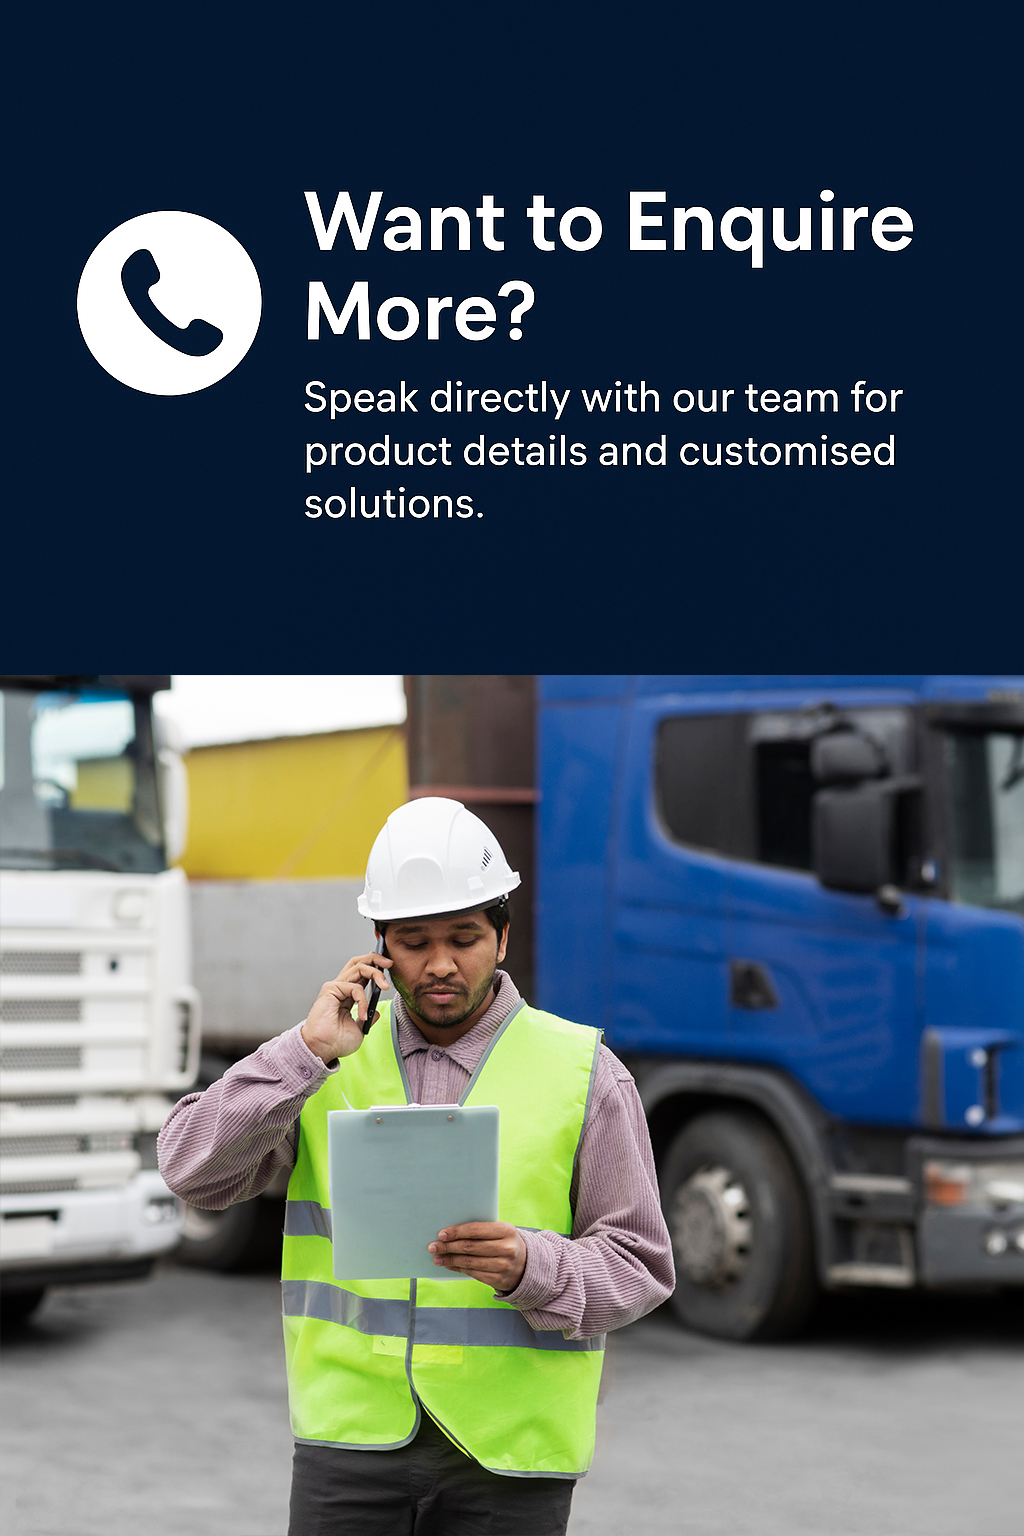 Want to Enquire
More?
Speak directly with our team for
product details and customised
solutions.